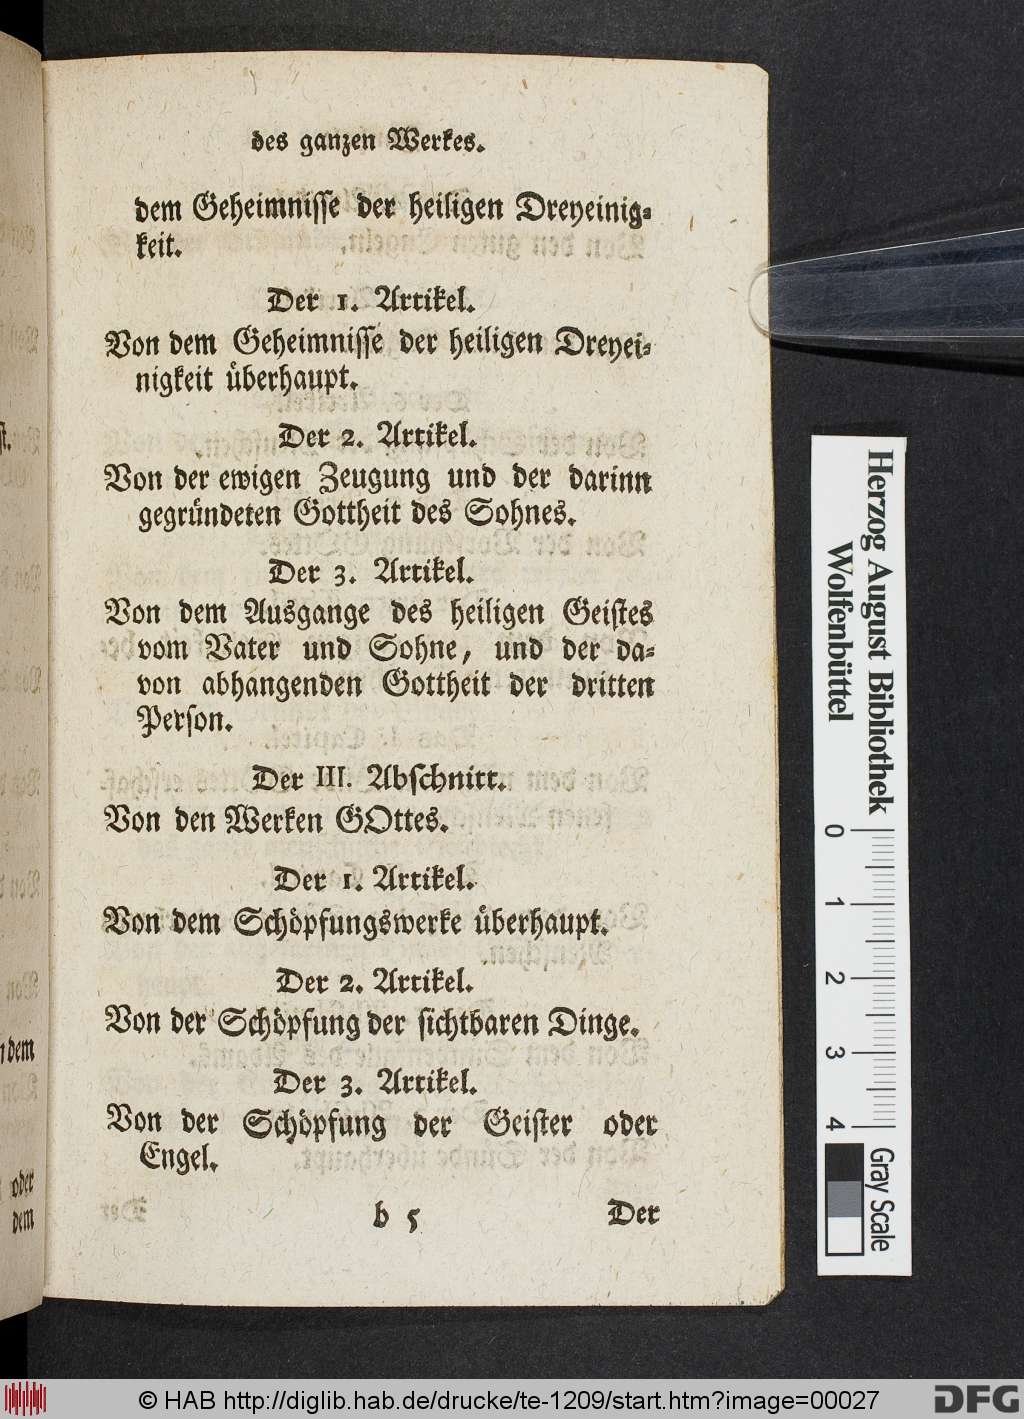 des ganzen Werkes.
dem Geheimnisse der heiligen Dreyeinig-
keit.
Der 1. Artikel.
Von dem Geheimnisse der heiligen Dreyei-
nigkeit überhaupt.
Der 2. Artikel.
Von der ewigen Zeugung und der darinn
gegründeten Gottheit des Sohnes.
Der 3. Artikel.
Von dem Ausgange des heiligen Geistes
vom Vater und Sohne, und der da-
von abhangenden Gottheit der dritten
Person.
Der III. Abschnitt.
Von den Werken GOttes.
Der 1. Artikel.
Von dem Schöpfungswerke überhaupt.
Der 2. Artikel.
Von der Schöpfung der sichtbaren Dinge.
Der 3. Artikel.
Von der Schöpfung der Geister oder
Engel.
b 5 Der
oder
dem
Herzog August Bibliothek
Wolfenbüttel
0 1 2 3 4
Gray Scale
© HAB http://diglib.hab.de/drucke/te-1209/start.htm?image=00027
DFG